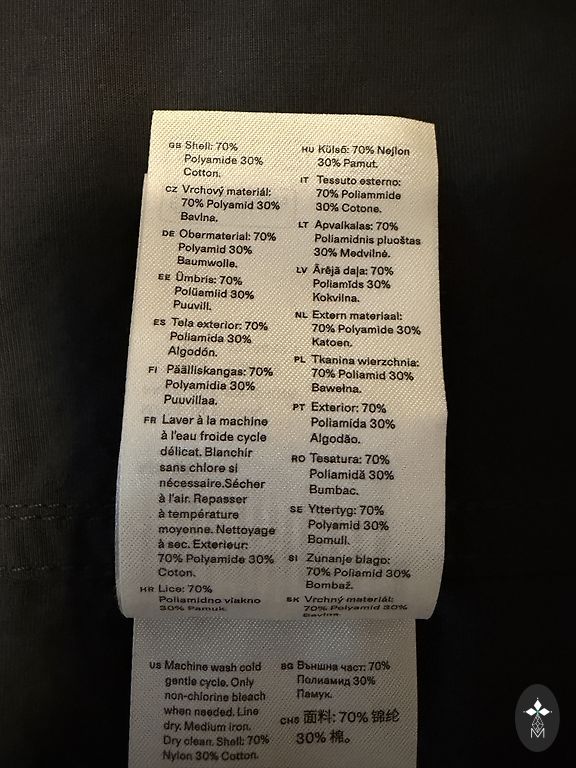 GB Shell: 70%
Polyamide 30%
Cotton.
CZ Vrchový materiál:
70% Polyamid 30%
Bavlna.
DE Obermaterial: 70%
Polyamid 30%
Baumwolle.
EE Ümbris: 70%
Polüamiid 30%
Puuvill.
ES Tela exterior: 70%
Poliamida 30%
Algodón.
FI Päälliskangas: 70%
Polyamidia 30%
Puuvillaa.
FR Laver à la machine
à l'eau froide cycle
délicat. Blanchir
sans chlore si
nécessaire.Sécher
à l'air. Repasser
à température
moyenne. Nettoyage
à sec. Exterieur:
70% Polyamide 30%
Coton.
HR Lice: 70%
Poliamidno vlakno
30% Pamuk.
HU Külső: 70% Nejlon
30% Pamut.
IT Tessuto esterno:
70% Poliammide
30% Cotone.
LT Apvalkalas: 70%
Poliamidnis pluoštas
30% Medvilnė.
LV Ārējā daļa: 70%
Poliamīds 30%
Kokvilna.
NL Extern materiaal:
70% Polyamide 30%
Katoen.
PL Tkanina wierzchnia:
70% Poliamid 30%
Bawełna.
PT Exterior: 70%
Poliamida 30%
Algodão.
RO Tesatura: 70%
Poliamidă 30%
Bumbac.
SE Yttertyg: 70%
Polyamid 30%
Bomull.
SI Zunanje blago:
70% Poliamid 30%
Bombaž.
SK Vrchný materiál:
70% Polyamid 30%
Bavlna.
US Machine wash cold
gentle cycle. Only
non-chlorine bleach
when needed. Line
dry. Medium iron.
Dry clean. Shell: 70%
Nylon 30% Cotton.
BG Външна част: 70%
Полиамид 30%
Памук.
CHS 面料: 70% 锦纶
30% 棉。
M